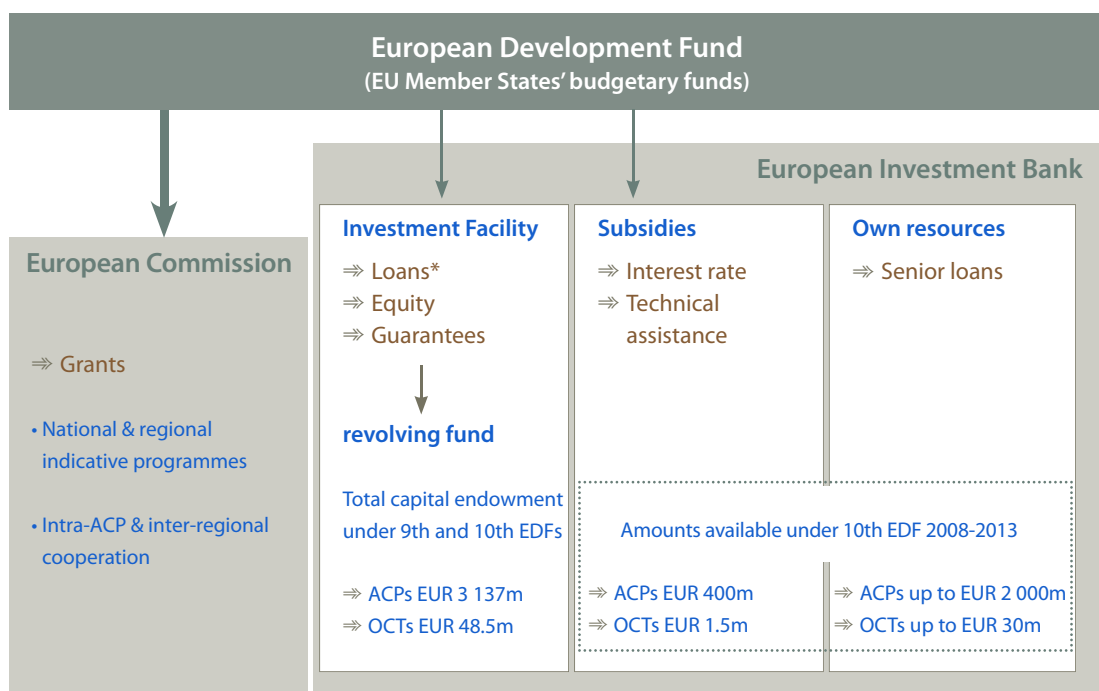 European Development Fund
(EU Member States' budgetary funds)
European Commission
⇒ Grants
• National & regional
indicative programmes
• Intra-ACP & inter-regional
cooperation
European Investment Bank
Investment Facility
⇒ Loans*
⇒ Equity
⇒ Guarantees
revolving fund
Total capital endowment
under 9th and 10th EDFs
⇒ ACPs EUR 3 137m
⇒ OCTs EUR 48.5m
Subsidies
⇒ Interest rate
⇒ Technical
assistance
Own resources
⇒ Senior loans
Amounts available under 10th EDF 2008-2013
⇒ ACPs EUR 400m
⇒ OCTs EUR 1.5m
⇒ ACPs up to EUR 2 000m
⇒ OCTs up to EUR 30m